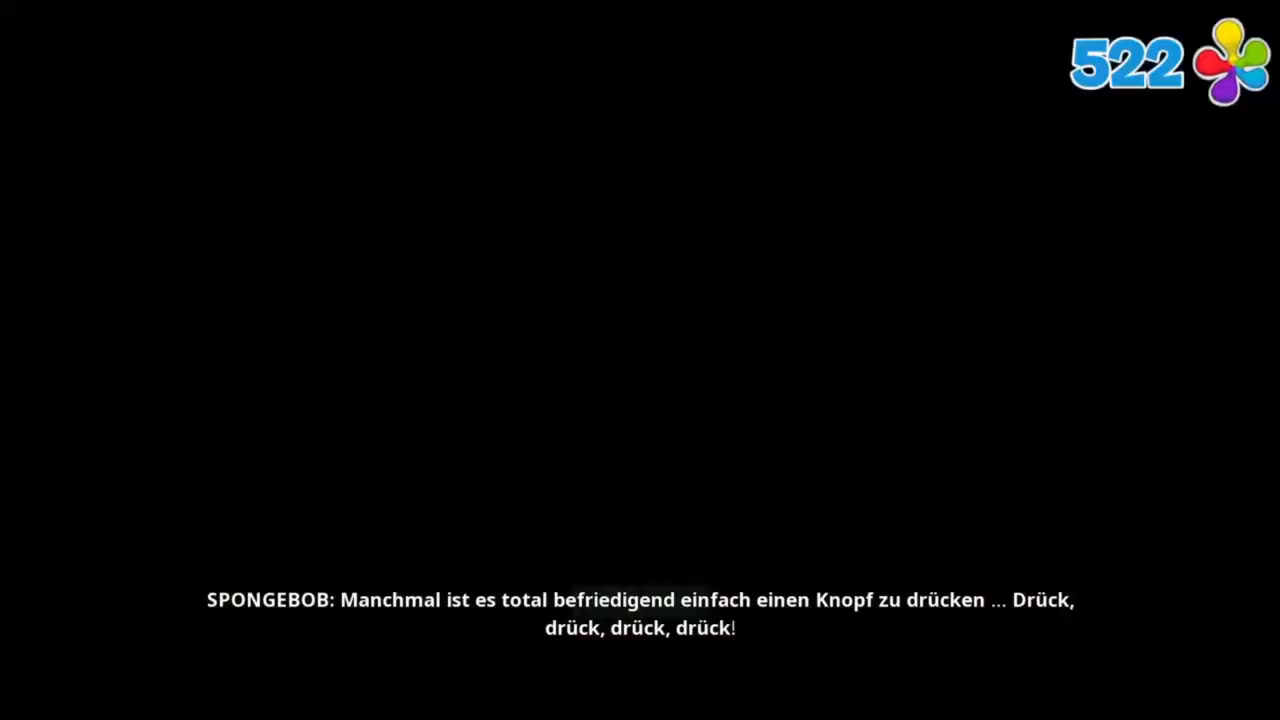 522
SPONGEBOB: Manchmal ist es total befriedigend einfach einen Knopf zu drücken ... Drück,
drück, drück, drück!